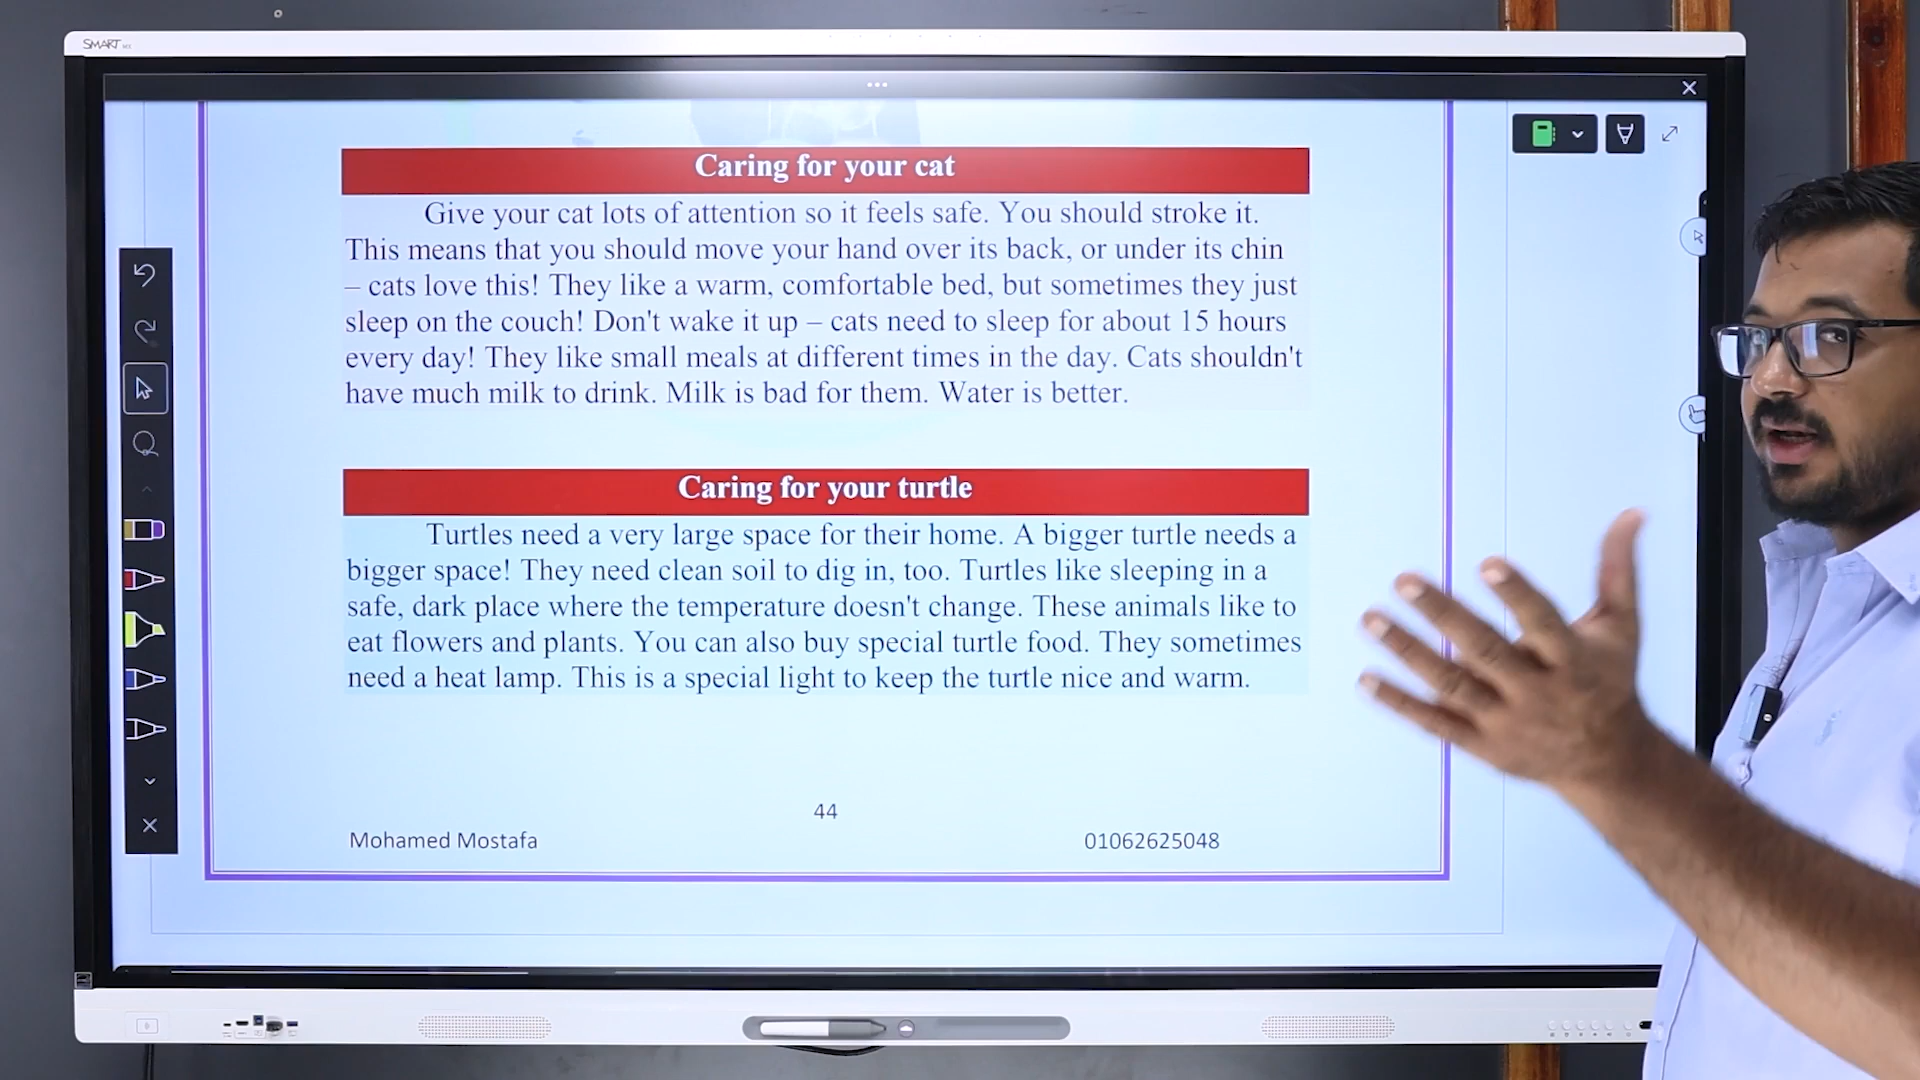 SMART
Caring for your cat
Give your cat lots of attention so it feels safe. You should stroke it.
This means that you should move your hand over its back, or under its chin
– cats love this! They like a warm, comfortable bed, but sometimes they just
sleep on the couch! Don't wake it up – cats need to sleep for about 15 hours
every day! They like small meals at different times in the day. Cats shouldn't
have much milk to drink. Milk is bad for them. Water is better.
Caring for your turtle
Turtles need a very large space for their home. A bigger turtle needs a
bigger space! They need clean soil to dig in, too. Turtles like sleeping in a
safe, dark place where the temperature doesn't change. These animals like to
eat flowers and plants. You can also buy special turtle food. They sometimes
need a heat lamp. This is a special light to keep the turtle nice and warm.
44
Mohamed Mostafa 01062625048